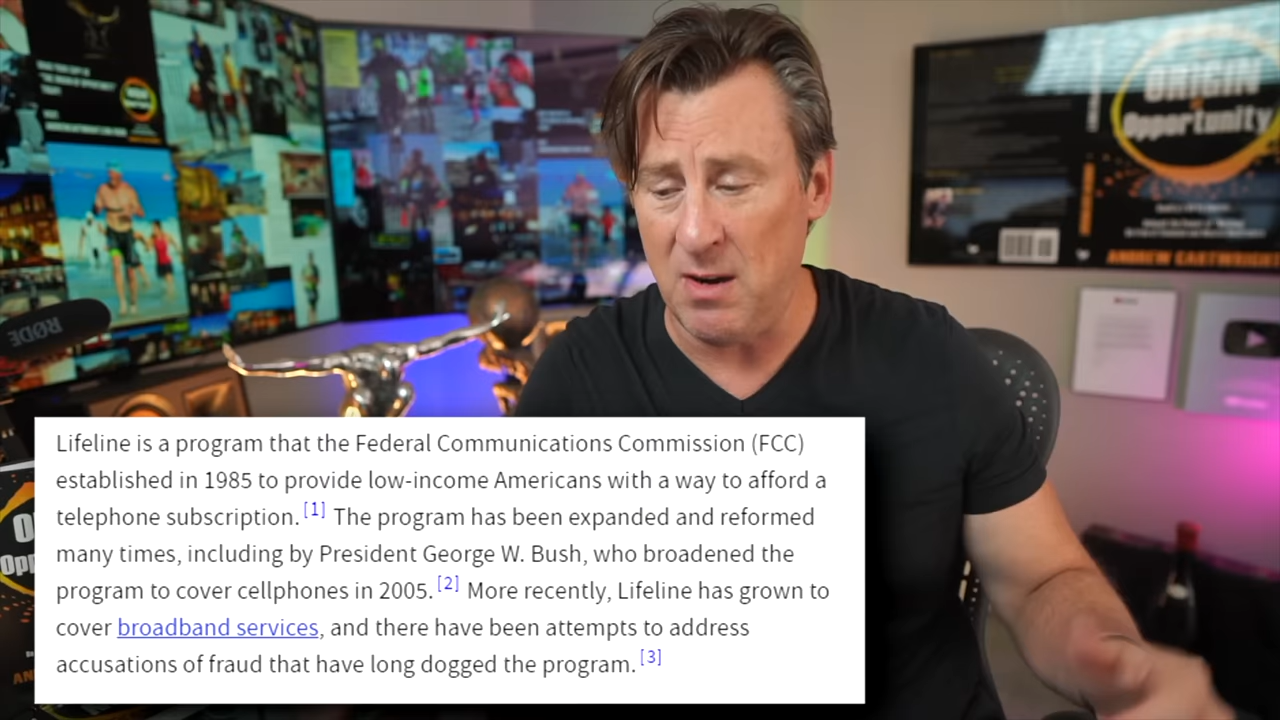 ORIGIN
Opportunity
ANDREW CARTWRIGHT
RØDE
Lifeline is a program that the Federal Communications Commission (FCC)
established in 1985 to provide low-income Americans with a way to afford a
telephone subscription.[1] The program has been expanded and reformed
many times, including by President George W. Bush, who broadened the
program to cover cellphones in 2005.[2] More recently, Lifeline has grown to
cover broadband services, and there have been attempts to address
accusations of fraud that have long dogged the program.[3]